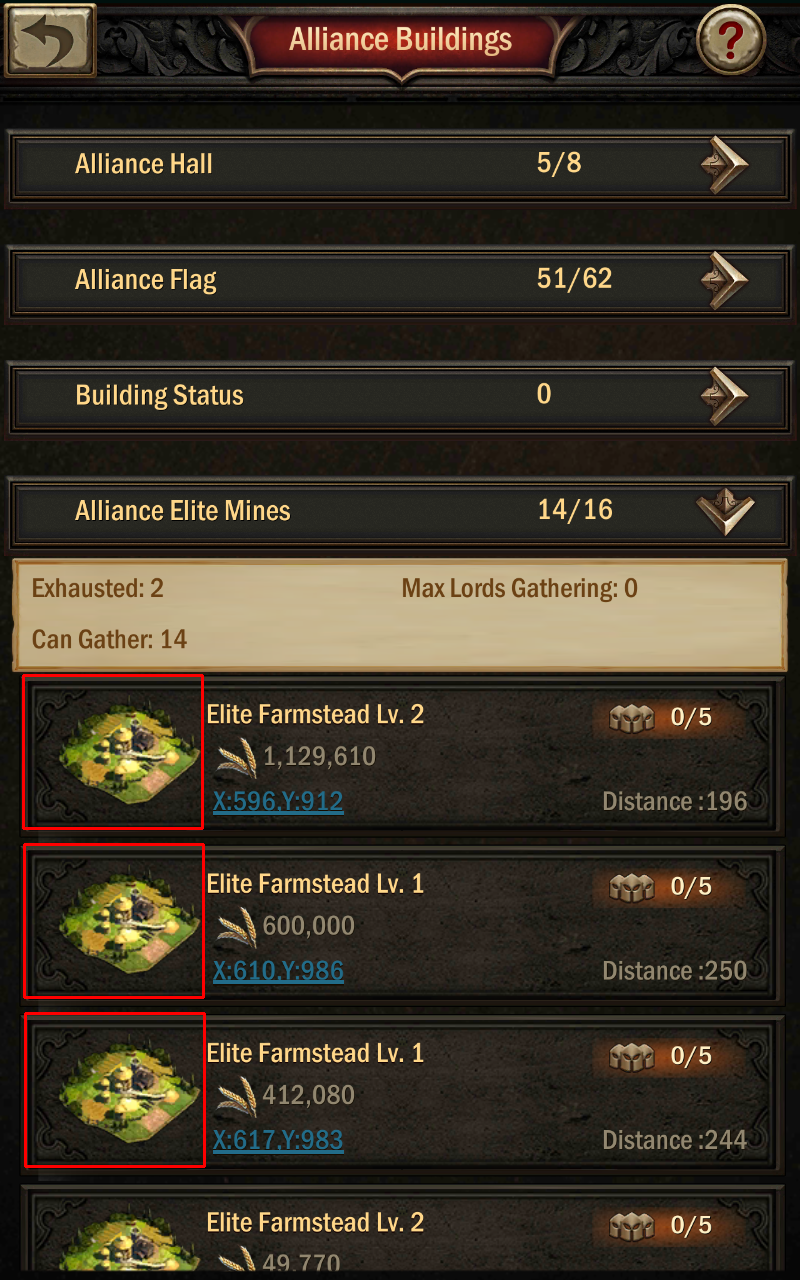 Alliance Buildings
?
Alliance Hall 5/8
Alliance Flag 51/62
Building Status 0
Alliance Elite Mines 14/16
Exhausted: 2 Max Lords Gathering: 0
Can Gather: 14
Elite Farmstead Lv. 2 0/5
1,129,610
X:596,Y:912 Distance :196
Elite Farmstead Lv. 1 0/5
600,000
X:610,Y:986 Distance :250
Elite Farmstead Lv. 1 0/5
412,080
X:617,Y:983 Distance :244
Elite Farmstead Lv. 2 0/5
49,770